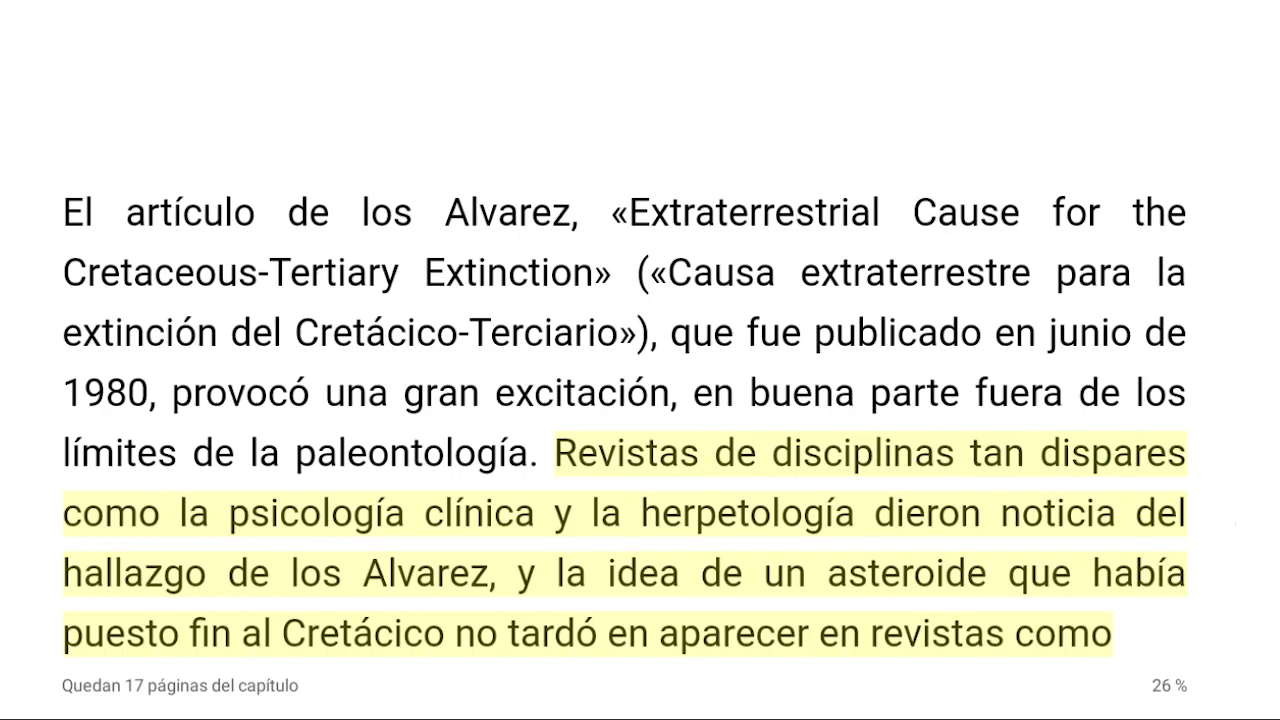 El artículo de los Alvarez, «Extraterrestrial Cause for the
Cretaceous-Tertiary Extinction» («Causa extraterrestre para la
extinción del Cretácico-Terciario»), que fue publicado en junio de
1980, provocó una gran excitación, en buena parte fuera de los
límites de la paleontología. Revistas de disciplinas tan dispares
como la psicología clínica y la herpetología dieron noticia del
hallazgo de los Alvarez, y la idea de un asteroide que había
puesto fin al Cretácico no tardó en aparecer en revistas como
Quedan 17 páginas del capítulo 26 %